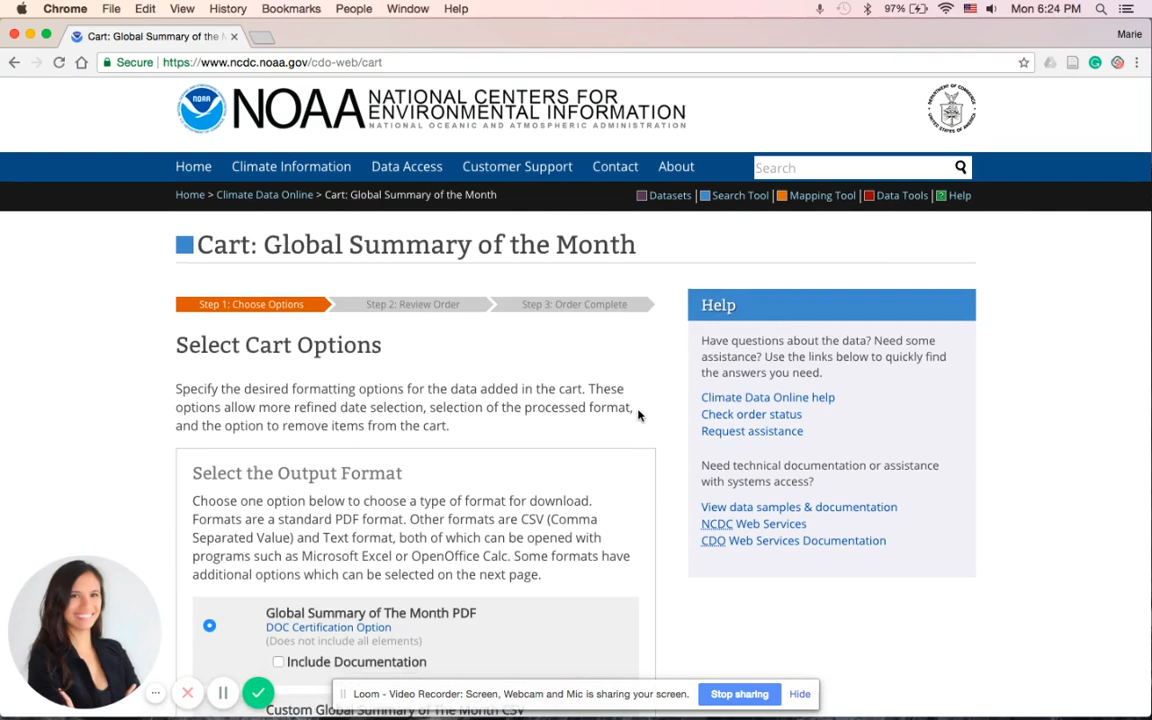 Chrome File Edit View History Bookmarks People Window Help 97% Mon 6:24 PM
Cart: Global Summary of the Marie
Secure https://www.ncdc.noaa.gov/cdo-web/cart
NOAA NATIONAL CENTERS FOR
ENVIRONMENTAL INFORMATION
NATIONAL OCEANIC AND ATMOSPHERIC ADMINISTRATION
Home Climate Information Data Access Customer Support Contact About Search
Home > Climate Data Online > Cart: Global Summary of the Month Datasets | Search Tool | Mapping Tool | Data Tools | Help
Cart: Global Summary of the Month
Step 1: Choose Options Step 2: Review Order Step 3: Order Complete
Select Cart Options
Specify the desired formatting options for the data added in the cart. These
options allow more refined date selection, selection of the processed format,
and the option to remove items from the cart.
Select the Output Format
Choose one option below to choose a type of format for download.
Formats are a standard PDF format. Other formats are CSV (Comma
Separated Value) and Text format, both of which can be opened with
programs such as Microsoft Excel or OpenOffice Calc. Some formats have
additional options which can be selected on the next page.
Global Summary of The Month PDF
DOC Certification Option
(Does not include all elements)
Include Documentation
Custom Global Summary of The Month CSV
Help
Have questions about the data? Need some
assistance? Use the links below to quickly find
the answers you need.
Climate Data Online help
Check order status
Request assistance
Need technical documentation or assistance
with systems access?
View data samples & documentation
NCDC Web Services
CDO Web Services Documentation
Loom - Video Recorder: Screen, Webcam and Mic is sharing your screen. Stop sharing Hide